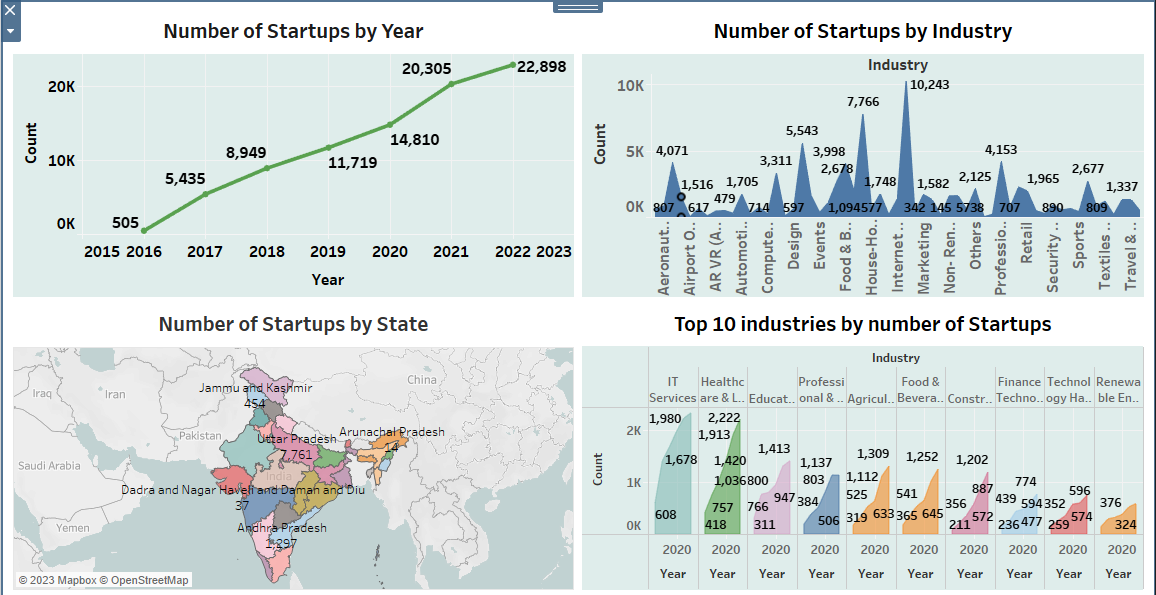 Number of Startups by Year
Count
20K
10K
0K
505
5,435
8,949
11,719
14,810
20,305
22,898
2015 2016 2017 2018 2019 2020 2021 2022 2023
Year
Number of Startups by Industry
Industry
Count
10K
5K
0K
807
4,071
1,516
617
479
1,705
714
3,311
597
5,543
3,998
2,678
1,094
7,766
577
1,748
10,243
342
1,582
145
2,125
5738
4,153
707
1,965
890
2,677
809
1,337
Aeronaut..
Airport O..
AR VR (A..
Automoti..
Compute..
Design
Events
Food & B..
House-Ho..
Internet ..
Marketing
Non- Ren..
Others
Professio..
Retail
Security ..
Sports
Textiles ..
Travel & ..
Number of Startups by State
Iraq
Iran
China
Pakistan
Saudi Arabia
Yemen
India
Jammu and Kashmir
454
Arunachal Pradesh
14
Uttar Pradesh
7,761
Dadra and Nagar Haveli and Daman and Diu
37
Andhra Pradesh
1,297
© 2023 Mapbox © OpenStreetMap
Top 10 industries by number of Startups
Industry
IT Services
Healthc
are & L..
Educat..
Professi
onal & ..
Agricul..
Food &
Bevera..
Constr..
Finance
Techno..
Technol
ogy Ha..
Renewa
ble En..
Count
2K
1K
0K
1,980
1,678
608
2,222
1,913
1,420
1,036
757
418
1,413
800
947
766
311
1,137
803
384
506
1,309
1,112
525
319
633
1,252
541
365
645
1,202
887
356
211
572
774
439
594
236
477
596
352
259
574
376
324
2020 2020 2020 2020 2020 2020 2020 2020 2020 2020
Year Year Year Year Year Year Year Year Year Year